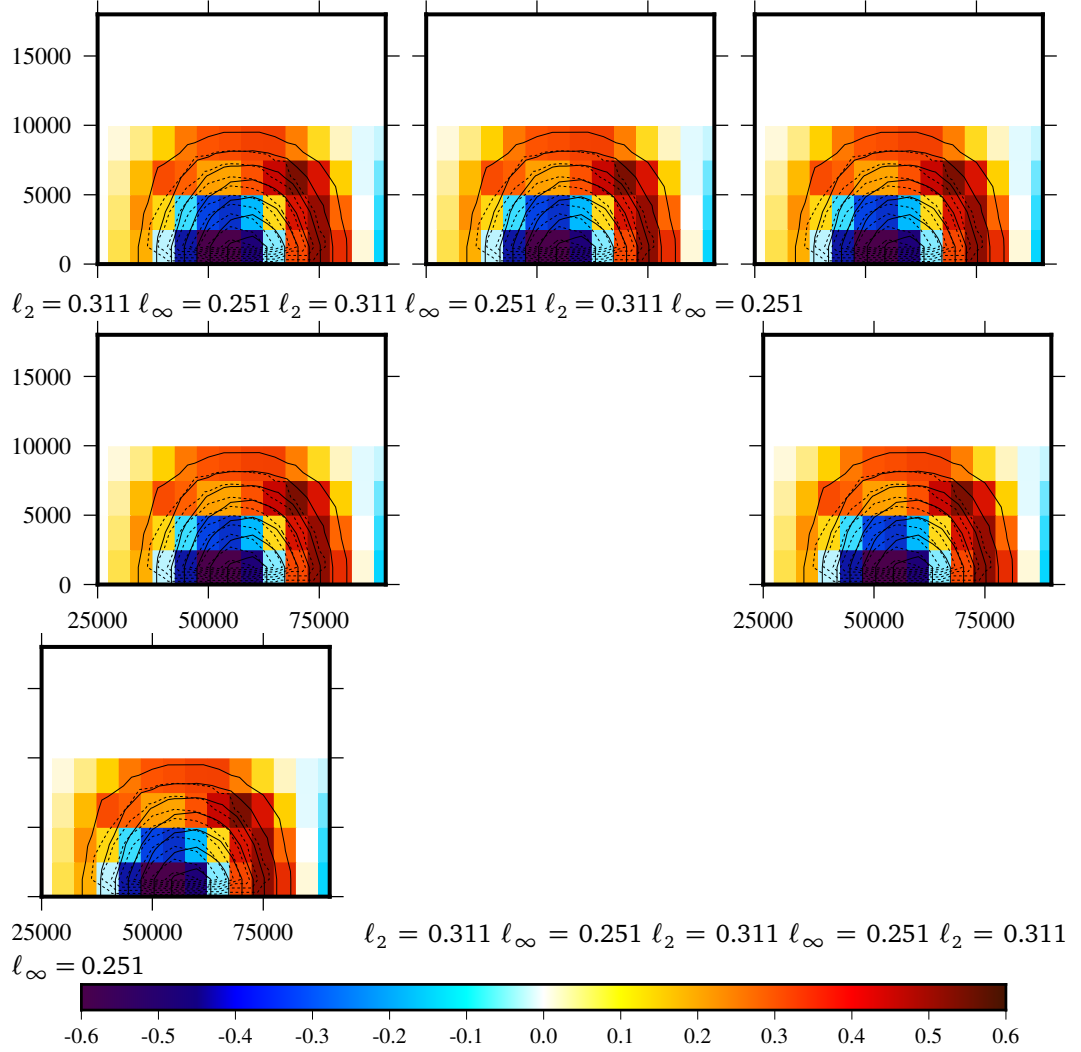 15000
10000
5000
0
ℓ₂ = 0.311 ℓ∞ = 0.251 ℓ₂ = 0.311 ℓ∞ = 0.251 ℓ₂ = 0.311 ℓ∞ = 0.251
15000
10000
5000
0
25000 50000 75000 25000 50000 75000
25000 50000 75000 ℓ₂ = 0.311 ℓ∞ = 0.251 ℓ₂ = 0.311 ℓ∞ = 0.251 ℓ₂ = 0.311
ℓ∞ = 0.251
-0.6 -0.5 -0.4 -0.3 -0.2 -0.1 0.0 0.1 0.2 0.3 0.4 0.5 0.6